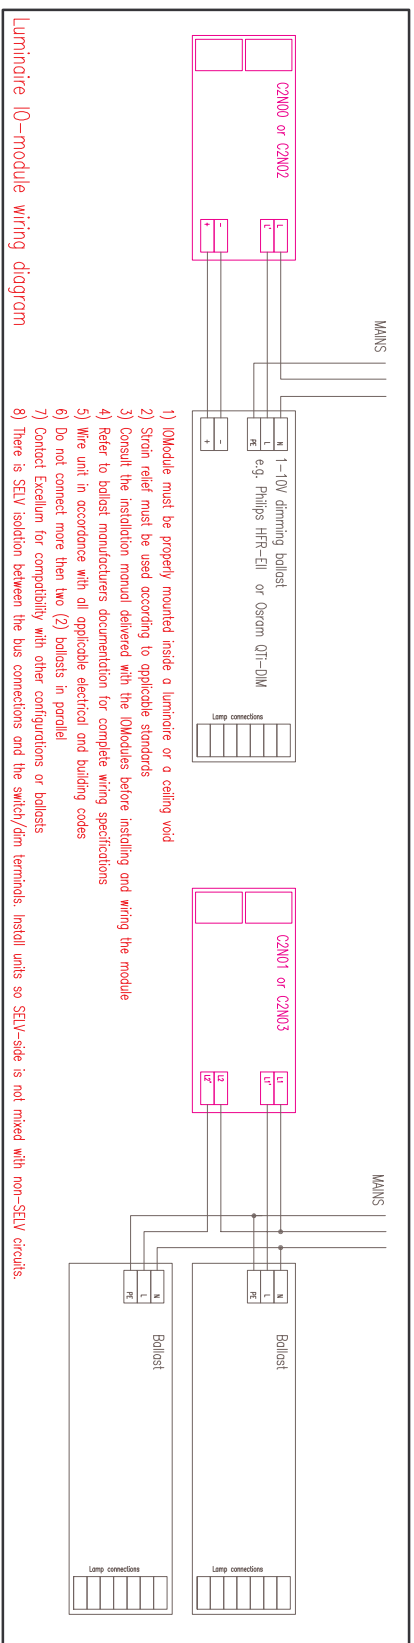 MAINS
C2N00 or C2N02
L
L'
-
+
N
L
PE
-
+
1-10V dimming ballast
e.g. Philips HFR-EII or Osram QTi-DIM
Lamp connections
MAINS
C2N01 or C2N03
L1
L1'
L2
L2'
N
L
PE
Ballast
Lamp connections
N
L
PE
Ballast
Lamp connections
1) IOModule must be properly mounted inside a luminaire or a ceiling void
2) Strain relief must be used according to applicable standards
3) Consult the installation manual delivered with the IOModules before installing and wiring the module
4) Refer to ballast manufacturers documentation for complete wiring specifications
5) Wire unit in accordance with all applicable electrical and building codes
6) Do not connect more then two (2) ballasts in parallel
7) Contact Excellum for compatibility with other configurations or ballasts
8) There is SELV isolation between the bus connections and the switch/dim terminals. Install units so SELV-side is not mixed with non-SELV circuits.
Luminaire IO-module wiring diagram